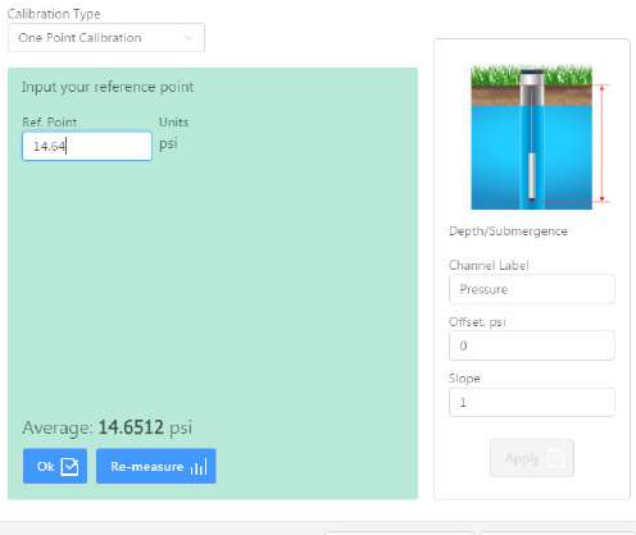 Calibration Type
One Point Calibration
Input your reference point
Ref. Point Units
14.64 psi
Average: 14.6512 psi
Ok Re-measure
Depth/Submergence
Channel Label
Pressure
Offset, psi
0
Slope
1
Apply